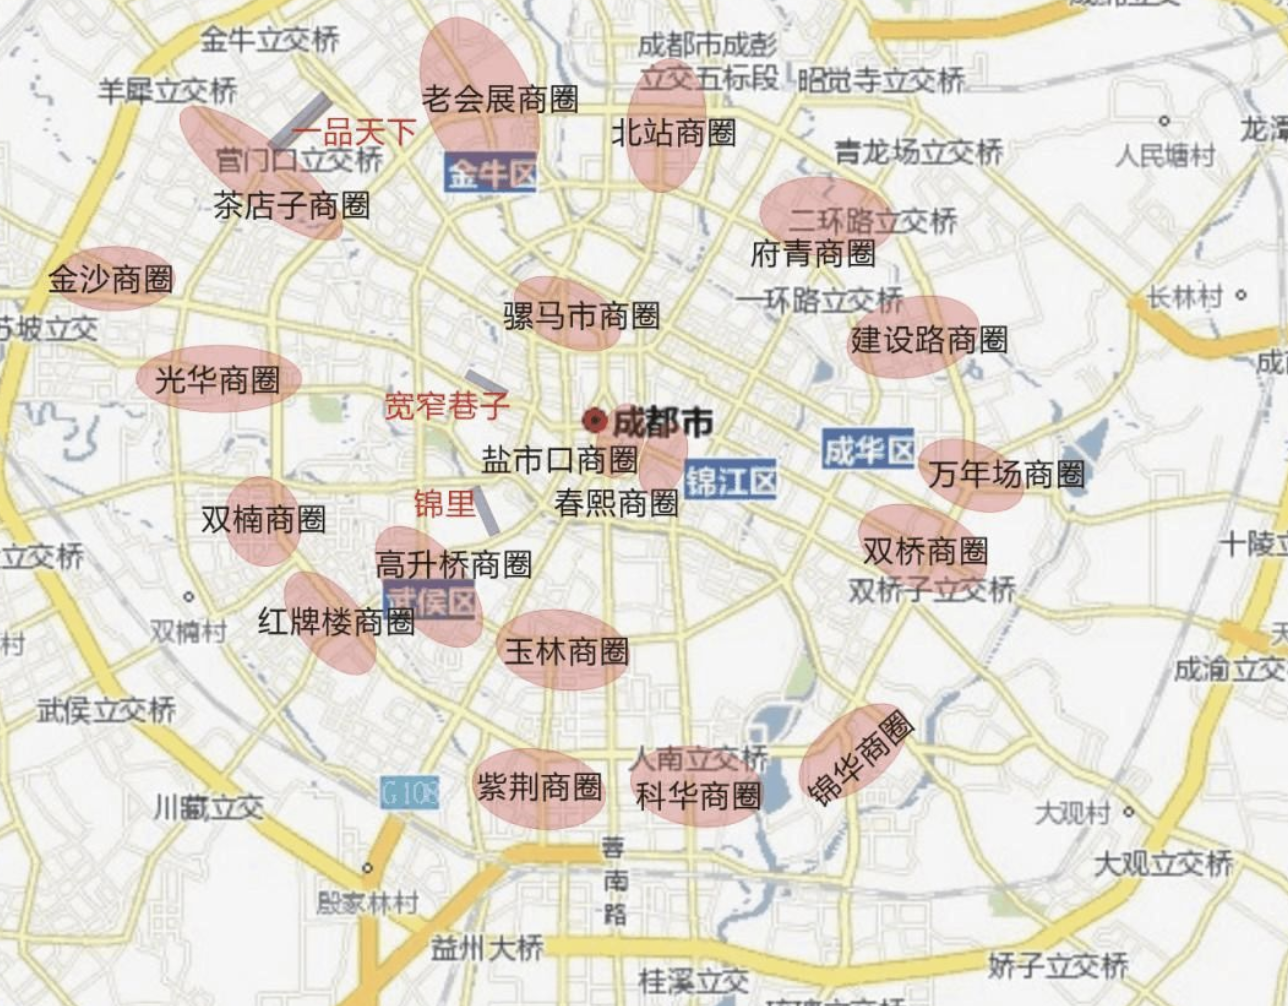 金牛立交桥
成都市成彭
立交五标段
昭觉寺立交桥
羊犀立交桥
老会展商圈
一品天下
北站商圈
青龙场立交桥
人民塘村
营门口立交桥
金牛区
茶店子商圈
二环路立交桥
府青商圈
金沙商圈
一环路立交桥
长林村
苏坡立交
骡马市商圈
建设路商圈
光华商圈
宽窄巷子
成都市
成华区
盐市口商圈
锦江区
万年场商圈
锦里
春熙商圈
双楠商圈
双桥商圈
立交桥
高升桥商圈
武侯区
双桥子立交桥
红牌楼商圈
双楠村
村
玉林商圈
成渝立交
武侯立交桥
锦华商圈
人南立交桥
紫荆商圈
科华商圈
G108
川藏立交
大观村
蓉南路
大观立交桥
殷家林村
益州大桥
桂溪立交
娇子立交桥